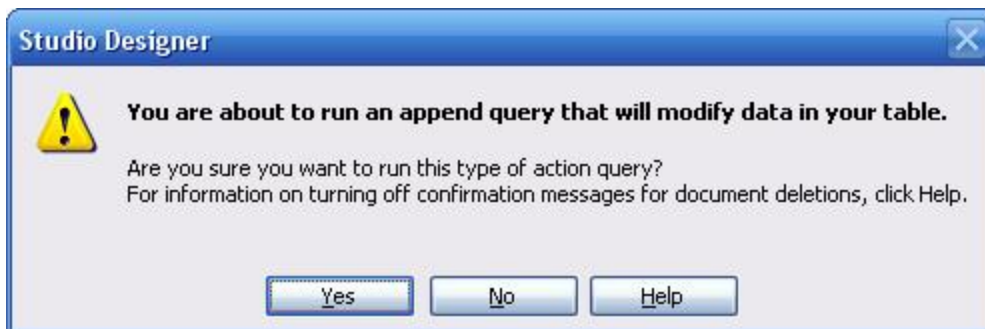 Studio Designer
You are about to run an append query that will modify data in your table.
Are you sure you want to run this type of action query?
For information on turning off confirmation messages for document deletions, click Help.
Yes No Help